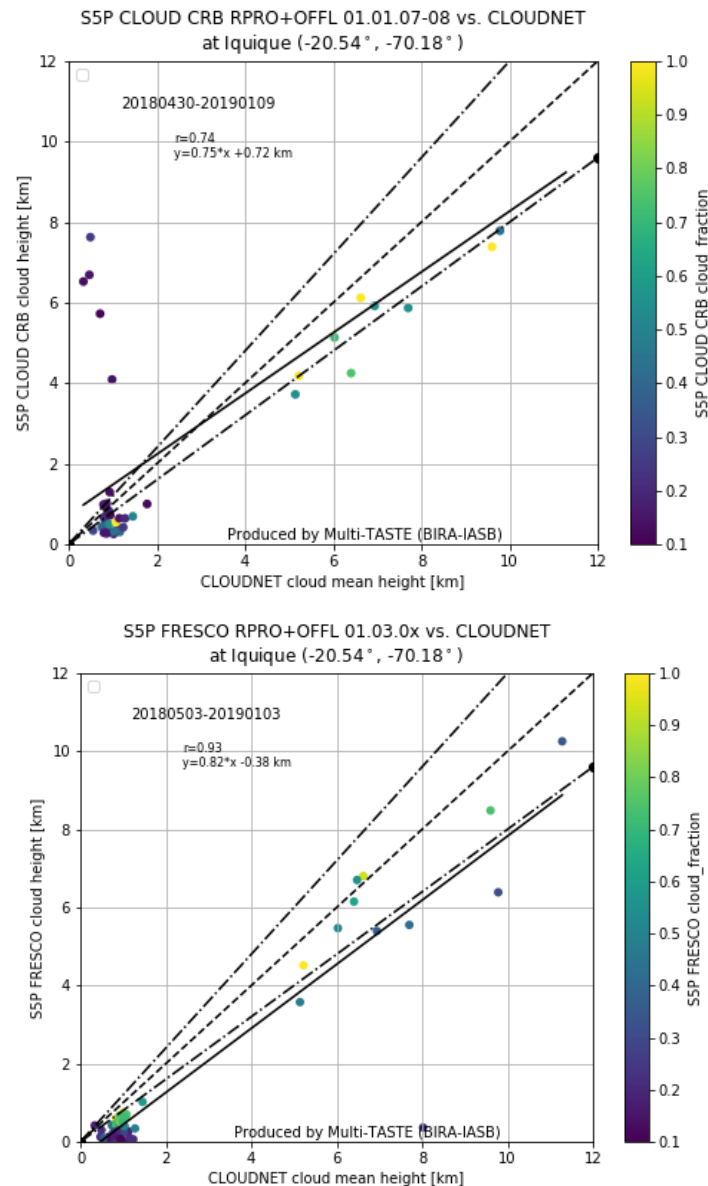 S5P CLOUD CRB RPRO+OFFL 01.01.07-08 vs. CLOUDNET
at Iquique (-20.54°, -70.18°)
20180430-20190109
r=0.74
y=0.75*x +0.72 km
12
10
8
6
4
2
0
S5P CLOUD CRB cloud height [km]
Produced by Multi-TASTE (BIRA-IASB)
0 2 4 6 8 10 12
CLOUDNET cloud mean height [km]
1.0
0.9
0.8
0.7
0.6
0.5
0.4
0.3
0.2
0.1
S5P CLOUD CRB cloud_fraction
S5P FRESCO RPRO+OFFL 01.03.0x vs. CLOUDNET
at Iquique (-20.54°, -70.18°)
20180503-20190103
r=0.93
y=0.82*x -0.38 km
12
10
8
6
4
2
0
S5P FRESCO cloud height [km]
Produced by Multi-TASTE (BIRA-IASB)
0 2 4 6 8 10 12
CLOUDNET cloud mean height [km]
1.0
0.9
0.8
0.7
0.6
0.5
0.4
0.3
0.2
0.1
S5P FRESCO cloud_fraction